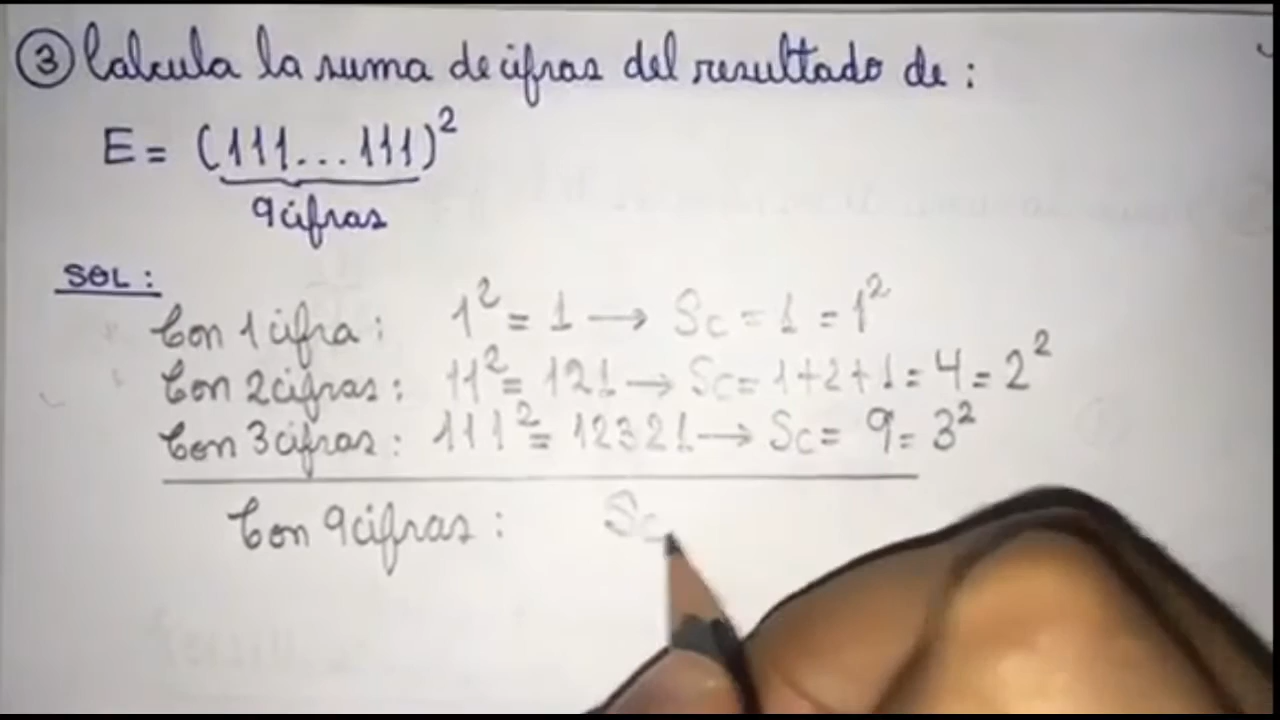 ③ Calcula la suma de cifras del resultado de :
E = (111...111)²
9 cifras
SOL :
Con 1 cifra : 1² = 1 → Sc = 1 = 1²
Con 2 cifras : 11² = 121 → Sc = 1+2+1 = 4 = 2²
Con 3 cifras : 111² = 12321 → Sc = 9 = 3²
Con 9 cifras : Sc